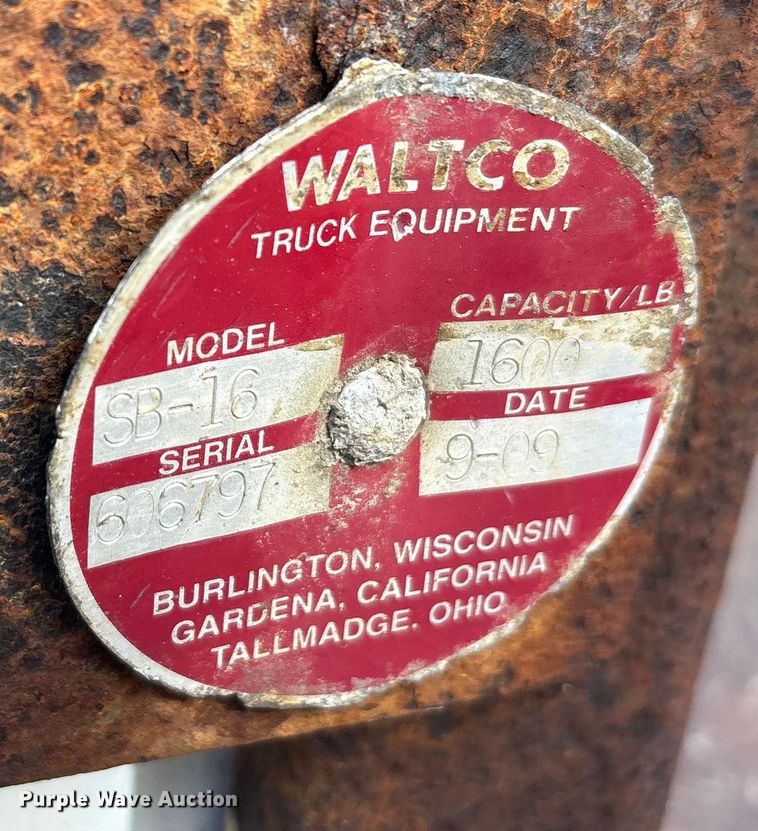 WALTCO
TRUCK EQUIPMENT
MODEL
SB-16
SERIAL
606797
CAPACITY/LB
1600
DATE
9-09
BURLINGTON, WISCONSIN
GARDENA, CALIFORNIA
TALLMADGE. OHIO
Purple Wave Auction